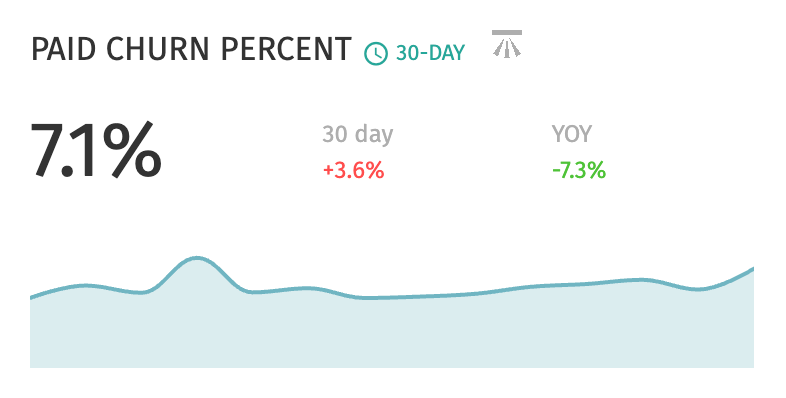 PAID CHURN PERCENT 30-DAY
7.1%
30 day
+3.6%
YOY
-7.3%